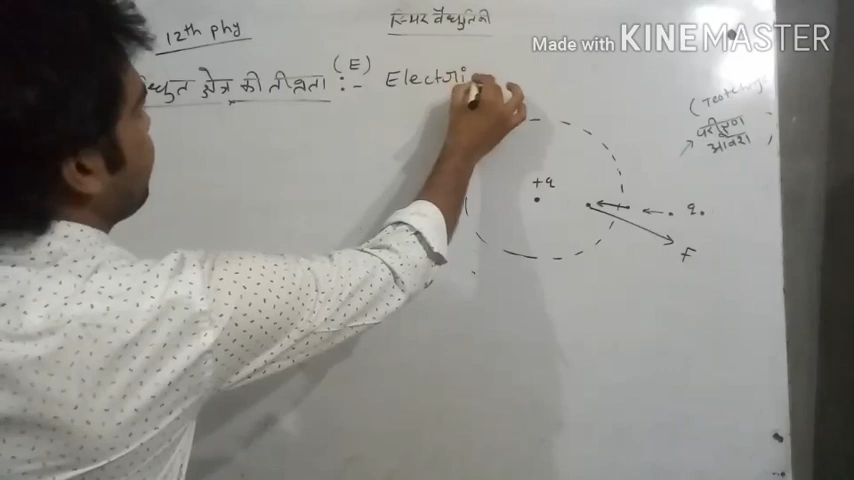 12th phy
स्थिर वैद्युतिकी
Made with KINEMASTER
विद्युत क्षेत्र की तीव्रता (E) :- Electri
(Test charge
परीक्षण
आवेश )
+q
q₀
F